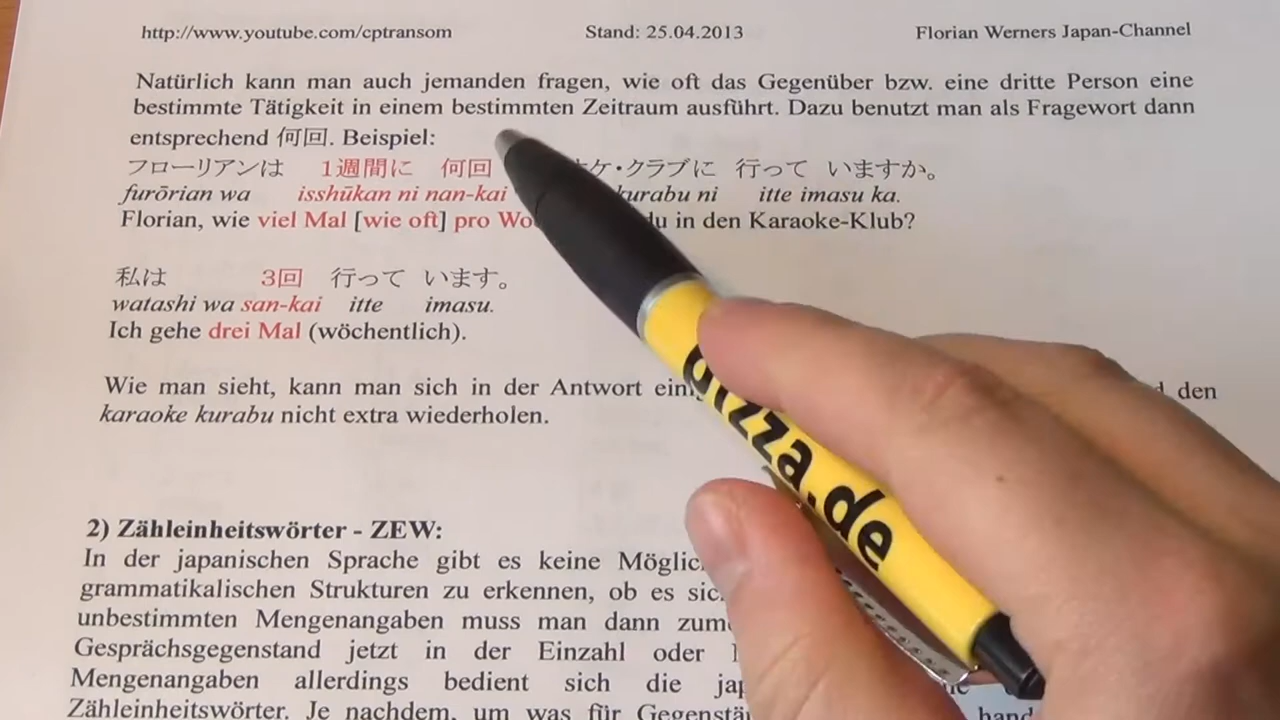 http://www.youtube.com/cptransom Stand: 25.04.2013 Florian Werners Japan-Channel
Natürlich kann man auch jemanden fragen, wie oft das Gegenüber bzw. eine dritte Person eine
bestimmte Tätigkeit in einem bestimmten Zeitraum ausführt. Dazu benutzt man als Fragewort dann
entsprechend 何回. Beispiel:
フローリアンは 1週間に 何回 ケ・クラブに 行って いますか。
furōrian wa isshūkan ni nan-kai kurabu ni itte imasu ka.
Florian, wie viel Mal [wie oft] pro du in den Karaoke-Klub?
私は 3回 行って います。
watashi wa san-kai itte imasu.
Ich gehe drei Mal (wöchentlich).
Wie man sieht, kann man sich in der Antwort den
karaoke kurabu nicht extra wiederholen.
2) Zähleinheitswörter - ZEW:
In der japanischen Sprache gibt es keine
grammatikalischen Strukturen zu erkennen, ob es
unbestimmten Mengenangaben muss man dann
Gesprächsgegenstand jetzt in der Einzahl oder
Mengenangaben allerdings bedient sich die
Zähleinheitswörter. Je nachdem, um was für
pizza.de